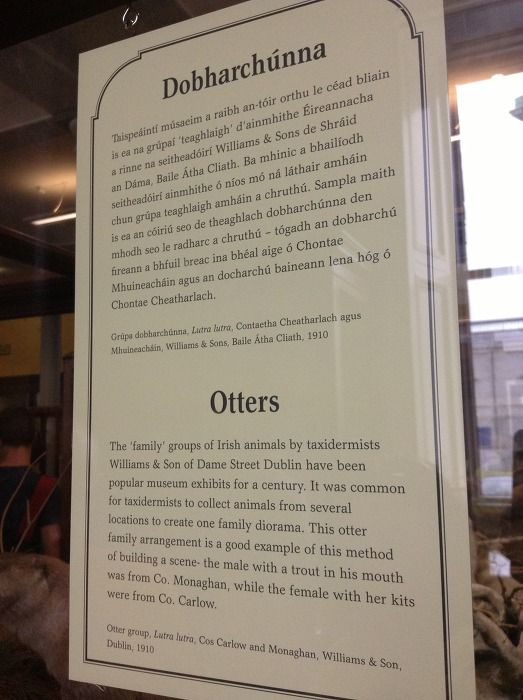 Dobharchúnna
Taispeáintí músaeim a raibh an-tóir orthu le céad bliain
is ea na grúpaí 'teaghlaigh' d'ainmhithe Éireannacha
a rinne na seitheadóirí Williams & Sons de Shráid
an Dáma, Baile Átha Cliath. Ba mhinic a bhailíodh
seitheadóirí ainmhithe ó níos mó ná láthair amháin
chun grúpa teaghlaigh amháin a chruthú. Sampla maith
is ea an cóiriú seo de theaghlach dobharchúnna den
mhodh seo le radharc a chruthú – tógadh an dobharchú
fireann a bhfuil breac ina bhéal aige ó Chontae
Mhuineacháin agus an docharchú baineann lena hóg ó
Chontae Cheatharlach.
Grúpa dobharchúnna, Lutra lutra, Contaetha Cheatharlach agus
Mhuineacháin, Williams & Sons, Baile Átha Cliath, 1910
Otters
The 'family' groups of Irish animals by taxidermists
Williams & Son of Dame Street Dublin have been
popular museum exhibits for a century. It was common
for taxidermists to collect animals from several
locations to create one family diorama. This otter
family arrangement is a good example of this method
of building a scene- the male with a trout in his mouth
was from Co. Monaghan, while the female with her kits
were from Co. Carlow.
Otter group, Lutra lutra, Cos Carlow and Monaghan, Williams & Son,
Dublin, 1910